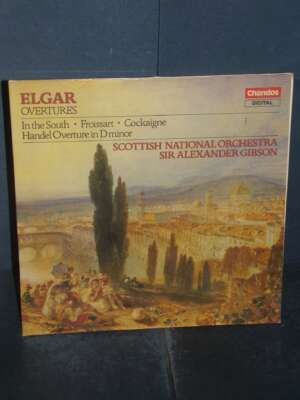 Chandos
DIGITAL
ELGAR
OVERTURES
In the South · Froissart · Cockaigne
Handel Overture in D minor
SCOTTISH NATIONAL ORCHESTRA
SIR ALEXANDER GIBSON